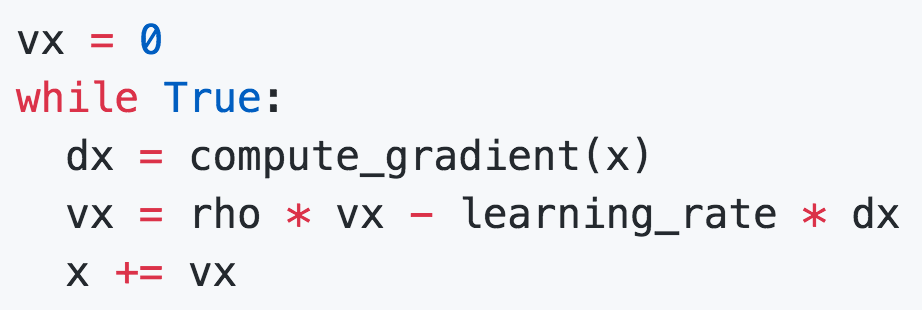 vx = 0
while True:
  dx = compute_gradient(x)
  vx = rho * vx - learning_rate * dx
  x += vx